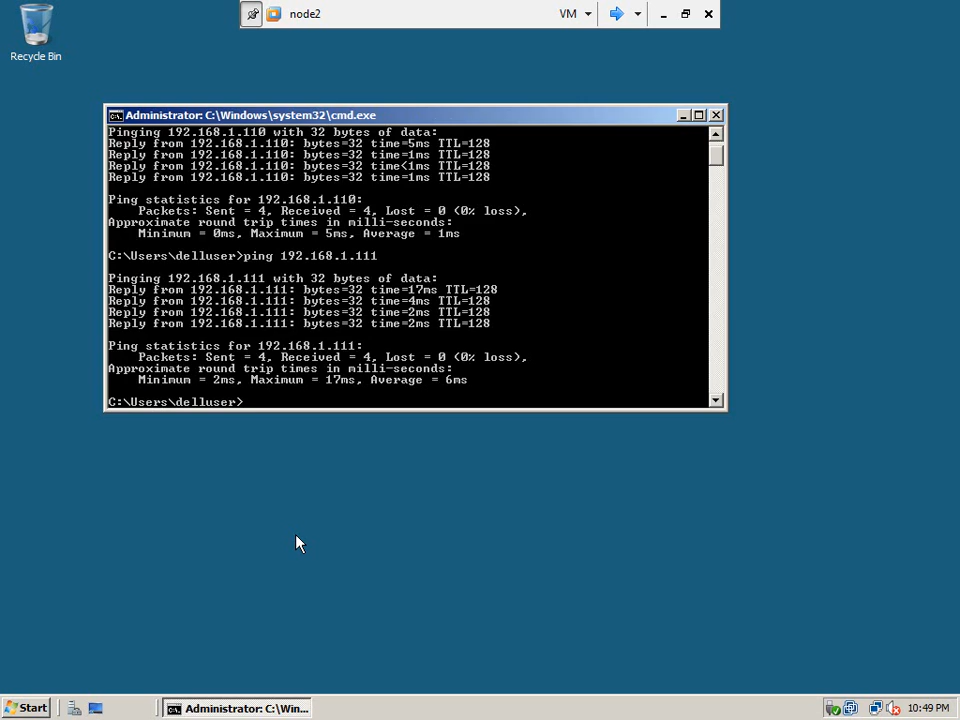 node2
VM
Recycle Bin
Administrator: C:\Windows\system32\cmd.exe
Pinging 192.168.1.110 with 32 bytes of data:
Reply from 192.168.1.110: bytes=32 time=5ms TTL=128
Reply from 192.168.1.110: bytes=32 time=1ms TTL=128
Reply from 192.168.1.110: bytes=32 time<1ms TTL=128
Reply from 192.168.1.110: bytes=32 time=1ms TTL=128
Ping statistics for 192.168.1.110:
Packets: Sent = 4, Received = 4, Lost = 0 (0% loss),
Approximate round trip times in milli-seconds:
Minimum = 0ms, Maximum = 5ms, Average = 1ms
C:\Users\delluser>ping 192.168.1.111
Pinging 192.168.1.111 with 32 bytes of data:
Reply from 192.168.1.111: bytes=32 time=17ms TTL=128
Reply from 192.168.1.111: bytes=32 time=4ms TTL=128
Reply from 192.168.1.111: bytes=32 time=2ms TTL=128
Reply from 192.168.1.111: bytes=32 time=2ms TTL=128
Ping statistics for 192.168.1.111:
Packets: Sent = 4, Received = 4, Lost = 0 (0% loss),
Approximate round trip times in milli-seconds:
Minimum = 2ms, Maximum = 17ms, Average = 6ms
C:\Users\delluser>
Start
Administrator: C:\Win...
10:49 PM